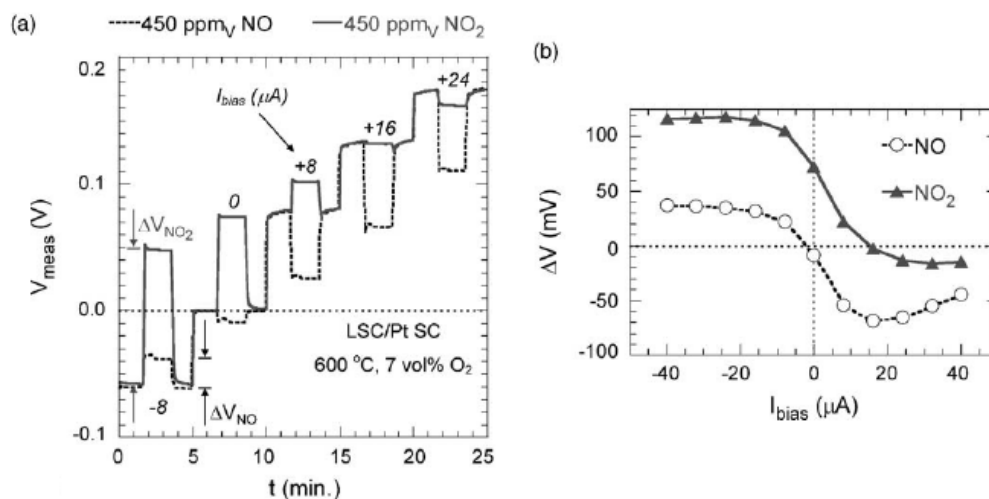 (a)
450 ppmV NO
450 ppmV NO2
0.2
0.1
0.0
-0.1
Vmeas (V)
0
5
10
15
20
25
t (min.)
Ibias (μA)
-8
0
+8
+16
+24
ΔVNO2
ΔVNO
LSC/Pt SC
600 °C, 7 vol% O2
(b)
NO
NO2
100
50
0
-50
-100
ΔV (mV)
-40
-20
0
20
40
Ibias (μA)